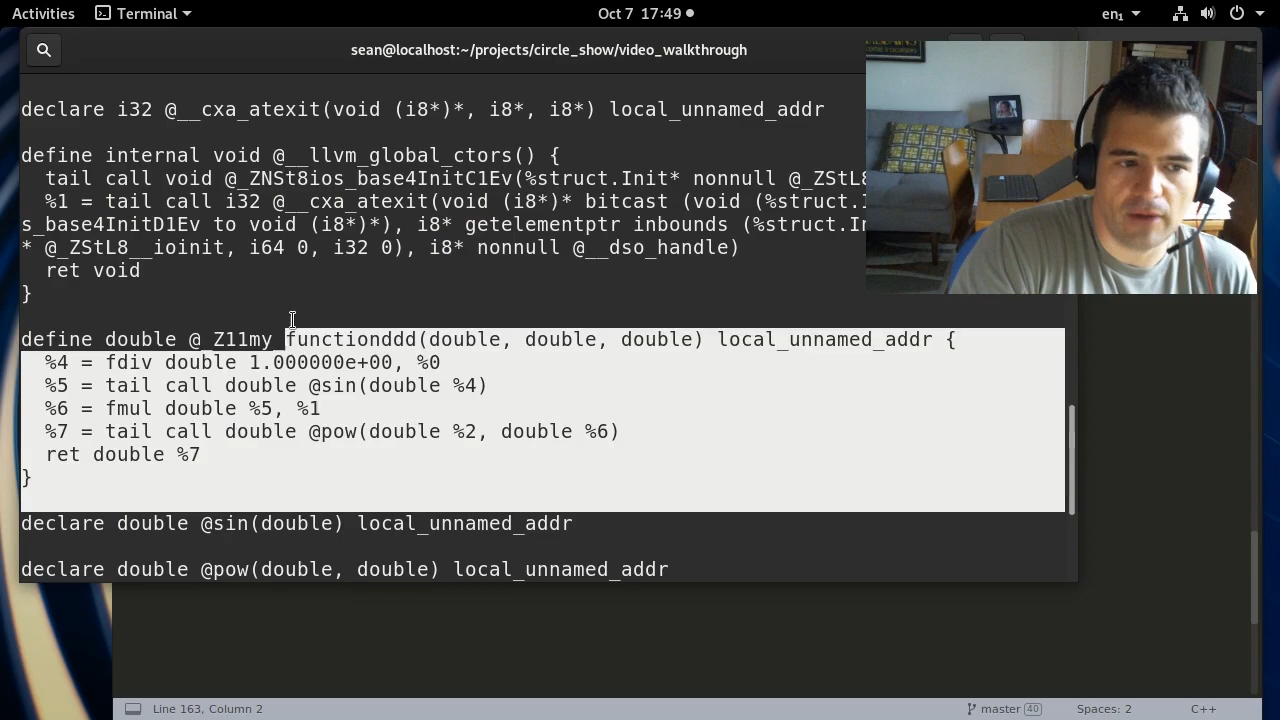 Activities
Terminal
Oct 7 17:49
en₁
sean@localhost:~/projects/circle_show/video_walkthrough
declare i32 @__cxa_atexit(void (i8*)*, i8*, i8*) local_unnamed_addr
define internal void @__llvm_global_ctors() {
tail call void @_ZNSt8ios_base4InitC1Ev(%struct.Init* nonnull @_ZStL8
%1 = tail call i32 @__cxa_atexit(void (i8*)* bitcast (void (%struct.I
s_base4InitD1Ev to void (i8*)*), i8* getelementptr inbounds (%struct.In
* @_ZStL8__ioinit, i64 0, i32 0), i8* nonnull @__dso_handle)
ret void
}
define double @_Z11my_functionddd(double, double, double) local_unnamed_addr {
%4 = fdiv double 1.000000e+00, %0
%5 = tail call double @sin(double %4)
%6 = fmul double %5, %1
%7 = tail call double @pow(double %2, double %6)
ret double %7
}
declare double @sin(double) local_unnamed_addr
declare double @pow(double, double) local_unnamed_addr
Line 163, Column 2
master 40
Spaces: 2
C++